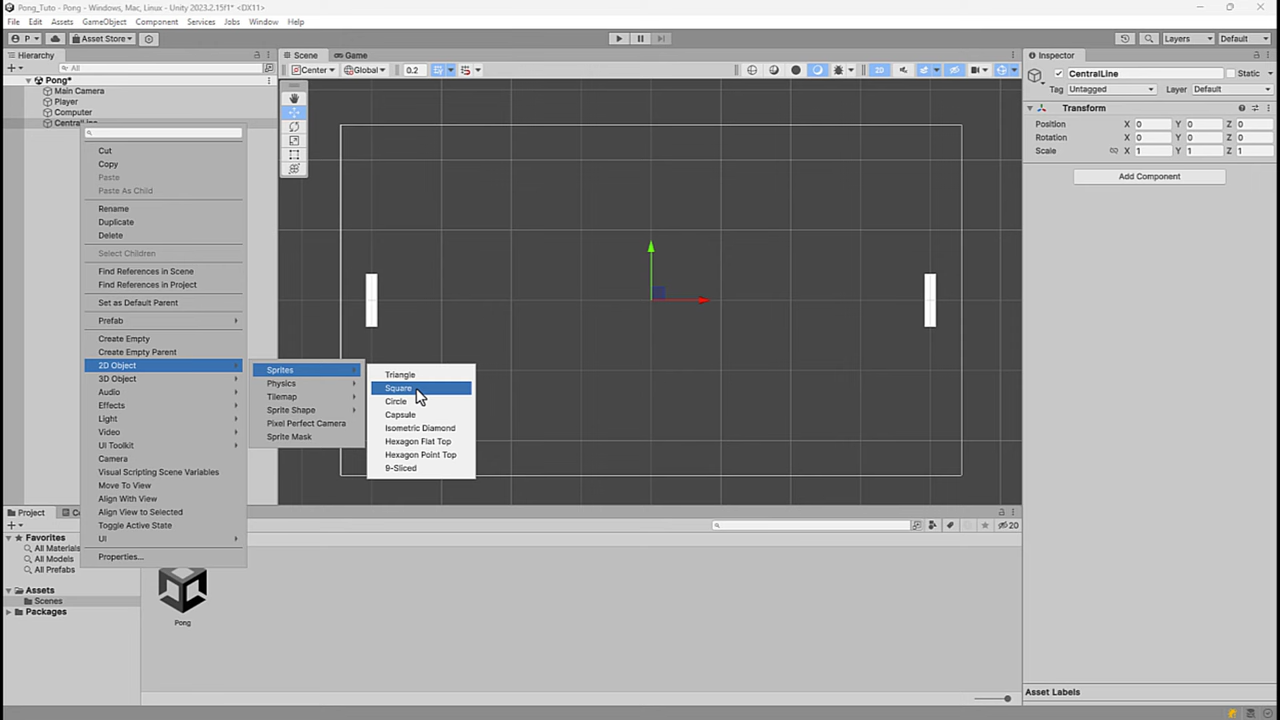 Pong_Tuto - Pong - Windows, Mac, Linux - Unity 2023.2.15f1* <DX11>
File Edit Assets GameObject Component Services Jobs Window Help
P Asset Store Layers Default
Hierarchy
All
Pong*
Main Camera
Player
Computer
Cut
Copy
Paste
Paste As Child
Rename
Duplicate
Delete
Select Children
Find References in Scene
Find References in Project
Set as Default Parent
Prefab
Create Empty
Create Empty Parent
2D Object
3D Object
Audio
Effects
Light
Video
UI Toolkit
Camera
Visual Scripting Scene Variables
Move To View
Align With View
Align View to Selected
Toggle Active State
UI
Properties...
Sprites
Physics
Tilemap
Sprite Shape
Pixel Perfect Camera
Sprite Mask
Triangle
Square
Circle
Capsule
Isometric Diamond
Hexagon Flat Top
Hexagon Point Top
9-Sliced
Scene Game
Center Global 0.2 2D
Inspector
CentralLine Static
Tag Untagged Layer Default
Transform
Position X 0 Y 0 Z 0
Rotation X 0 Y 0 Z 0
Scale X 1 Y 1 Z 1
Add Component
Project
20
Favorites
All Materials
All Models
All Prefabs
Assets
Scenes
Packages
Pong
Asset Labels